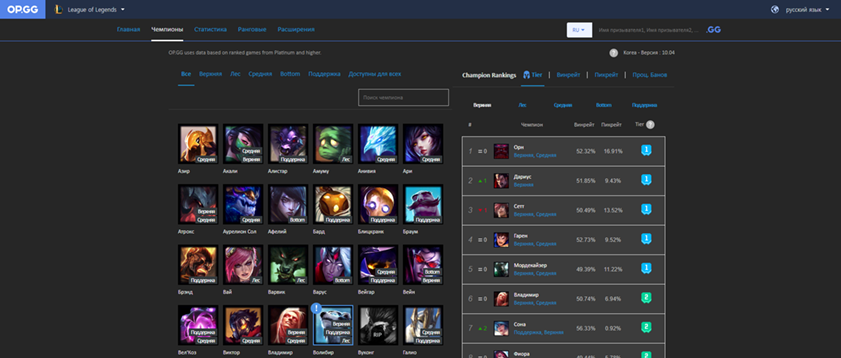 OP.GG
League of Legends
русский язык
Главная Чемпионы Статистика Ранговые Расширения
RU
Имя призывателя1, Имя призывателя2, ...
.GG
OP.GG uses data based on ranked games from Platinum and higher.
Korea - Версия : 10.04
Все Верхняя Лес Средняя Bottom Поддержка Доступны для всех
Поиск чемпиона
Средняя
Средняя
Верхняя
Поддержка
Лес
Средняя
Средняя
Азир Акали Алистар Амуму Анивия Ари
Верхняя
Средняя
Средняя
Bottom
Поддержка
Поддержка
Поддержка
Атрокс Аурелион Сол Афелий Бард Блицкранк Браум
Поддержка
Лес
Лес
Bottom
Средняя
Поддержка
Bottom
Верхняя
Брэнд Вай Варвик Варус Вейгар Вейн
Поддержка
Средняя
Средняя
Средняя
Верхняя
Поддержка
Лес
RIP
Средняя
Вел'Коз Виктор Владимир Волибир Вуконг Галио
Champion Rankings Tier Винрейт Пикрейт Проц. Банов
Верхняя Лес Средняя Bottom Поддержка
# Чемпион Винрейт Пикрейт Tier
1 = 0 Орн 52.32% 16.91% 1
Верхняя, Средняя
2 1 Дариус 51.85% 9.43% 1
Верхняя
3 Сетт 50.48% 13.52% 1
Верхняя, Средняя
4 = 0 Гарен 52.73% 9.52% 1
Верхняя, Средняя
5 = 0 Мордекайзер 49.39% 11.22% 1
Верхняя, Средняя
6 = 0 Владимир 50.74% 6.94% 2
Верхняя, Средняя
7 2 Сона 56.33% 0.92% 2
Поддержка, Верхняя
8 Фиора